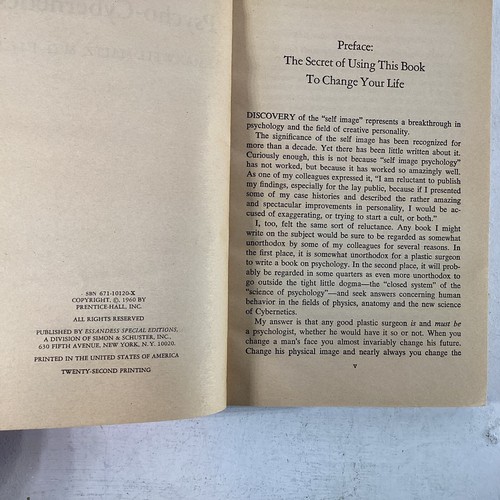 SBN 671-10120-X
COPYRIGHT, ©, 1960 BY
PRENTICE-HALL, INC.
ALL RIGHTS RESERVED
PUBLISHED BY ESSANDESS SPECIAL EDITIONS,
A DIVISION OF SIMON & SCHUSTER, INC.,
630 FIFTH AVENUE, NEW YORK, N.Y. 10020.
PRINTED IN THE UNITED STATES OF AMERICA
TWENTY-SECOND PRINTING
Preface:
The Secret of Using This Book
To Change Your Life
DISCOVERY of the "self image" represents a breakthrough in
psychology and the field of creative personality.
The significance of the self image has been recognized for
more than a decade. Yet there has been little written about it.
Curiously enough, this is not because "self image psychology"
has not worked, but because it has worked so amazingly well.
As one of my colleagues expressed it, "I am reluctant to publish
my findings, especially for the lay public, because if I presented
some of my case histories and described the rather amazing
and spectacular improvements in personality, I would be ac-
cused of exaggerating, or trying to start a cult, or both."
I, too, felt the same sort of reluctance. Any book I might
write on the subject would be sure to be regarded as somewhat
unorthodox by some of my colleagues for several reasons. In
the first place, it is somewhat unorthodox for a plastic surgeon
to write a book on psychology. In the second place, it will prob-
ably be regarded in some quarters as even more unorthodox to
go outside the tight little dogma—the "closed system" of the
"science of psychology"—and seek answers concerning human
behavior in the fields of physics, anatomy and the new science
of Cybernetics.
My answer is that any good plastic surgeon is and must be
a psychologist, whether he would have it so or not. When you
change a man's face you almost invariably change his future.
Change his physical image and nearly always you change the
v